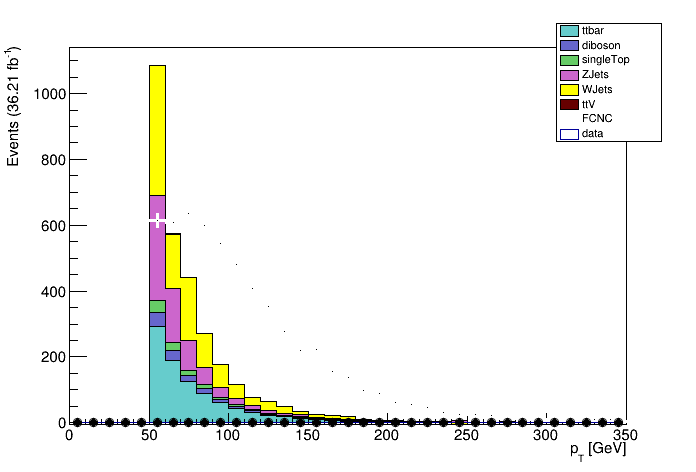 ttbar
diboson
singleTop
ZJets
WJets
ttV
FCNC
data
Events (36.21 fb⁻¹)
1000
800
600
400
200
0
0 50 100 150 200 250 300 350
p_T [GeV]